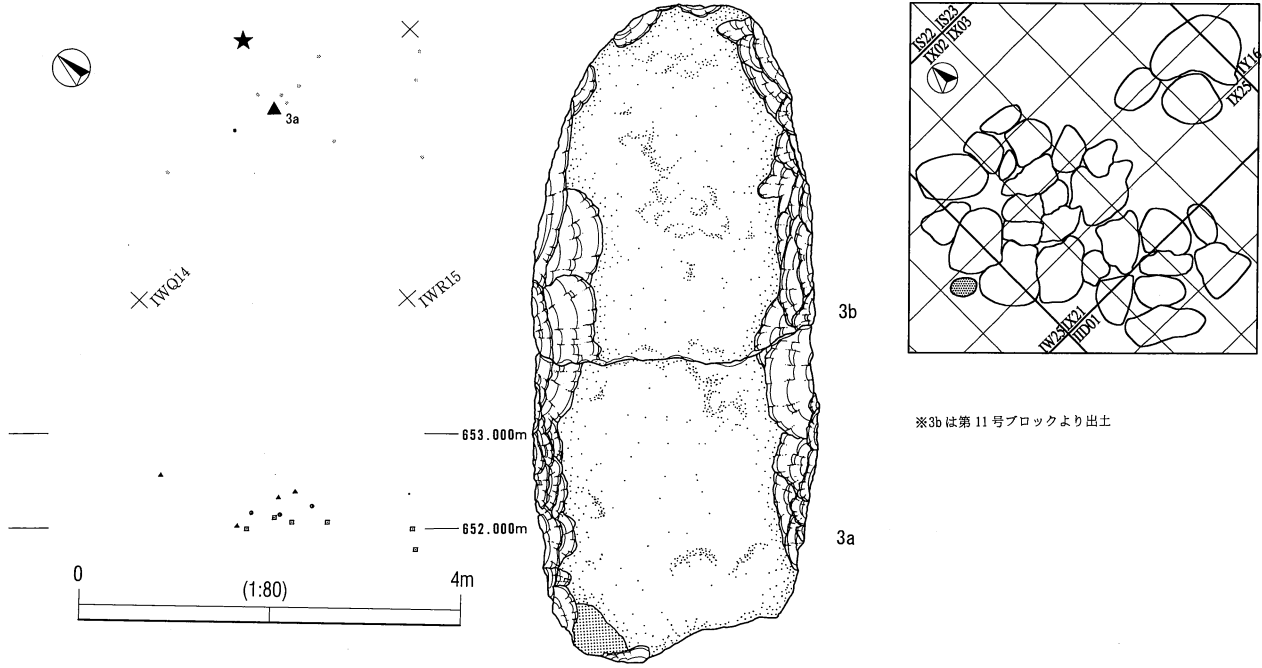 3a
IWQ14
IWR15
653.000m
652.000m
0
(1:80)
4m
3b
3a
IS22 IS23
IX02 IX03
IY16
IX25
IW25 IX21
IID01
※3bは第11号ブロックより出土